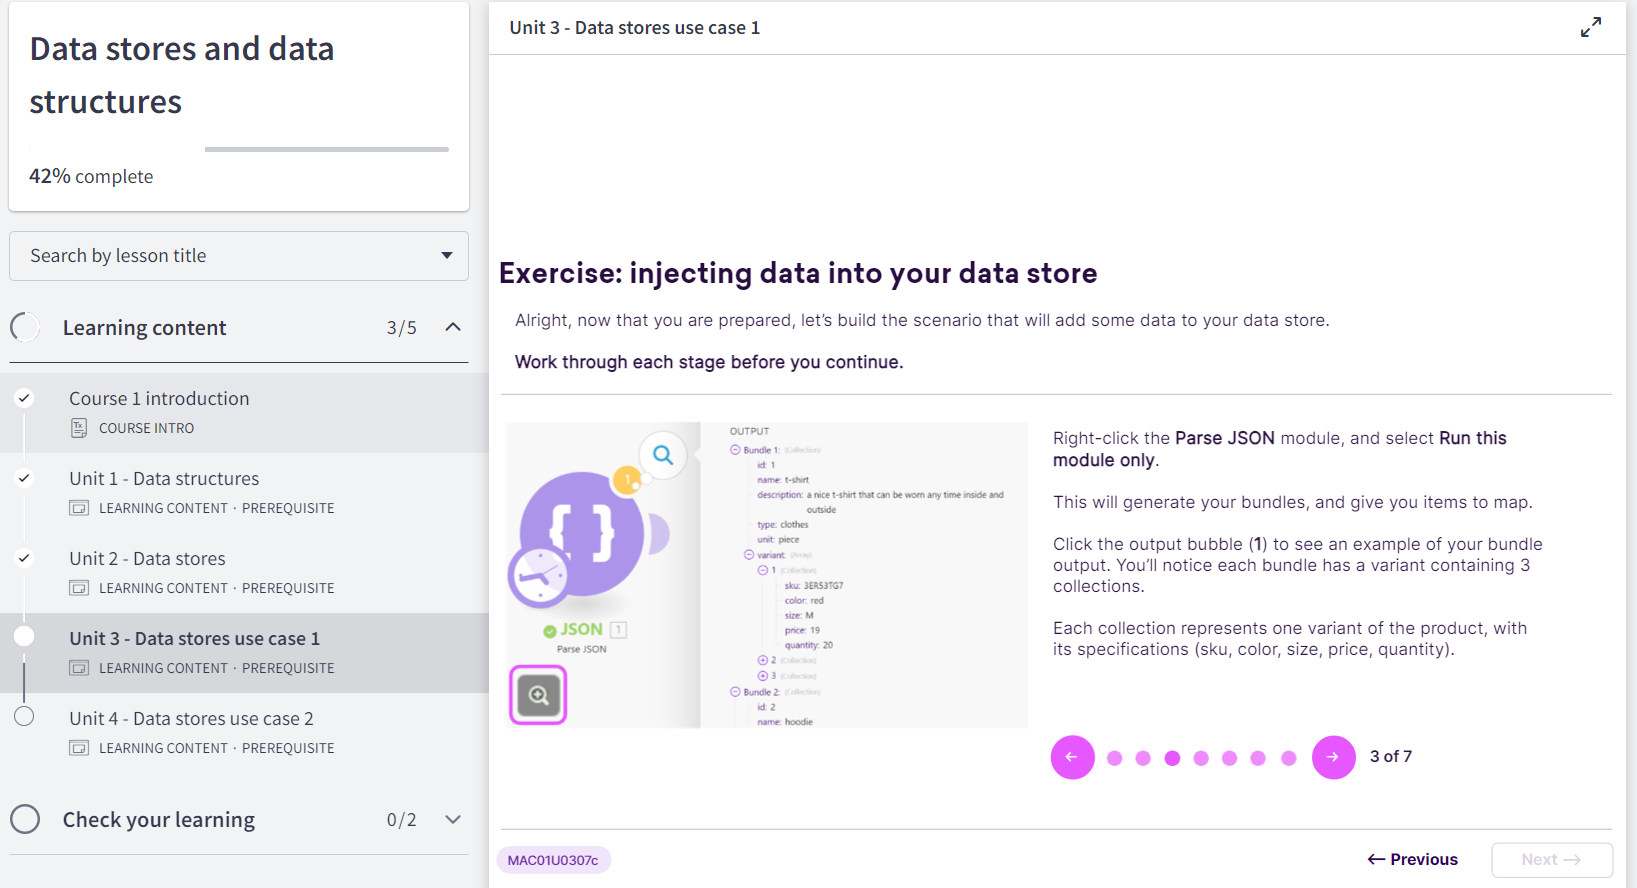 Data stores and data
structures
42% complete
Search by lesson title
Learning content 3/5
Course 1 introduction
COURSE INTRO
Unit 1 - Data structures
LEARNING CONTENT · PREREQUISITE
Unit 2 - Data stores
LEARNING CONTENT · PREREQUISITE
Unit 3 - Data stores use case 1
LEARNING CONTENT · PREREQUISITE
Unit 4 - Data stores use case 2
LEARNING CONTENT · PREREQUISITE
Check your learning 0/2
Unit 3 - Data stores use case 1
Exercise: injecting data into your data store
Alright, now that you are prepared, let's build the scenario that will add some data to your data store.
Work through each stage before you continue.
1
JSON 1
Parse JSON
OUTPUT
Bundle 1: (Collection)
id: 1
name: t-shirt
description: a nice t-shirt that can be worn any time inside and
outside
type: clothes
unit: piece
variant: (Array)
1 (Collection)
sku: 3ER53TG7
color: red
size: M
price: 19
quantity: 20
2 (Collection)
3 (Collection)
Bundle 2: (Collection)
id: 2
name: hoodie
Right-click the Parse JSON module, and select Run this
module only.
This will generate your bundles, and give you items to map.
Click the output bubble (1) to see an example of your bundle
output. You'll notice each bundle has a variant containing 3
collections.
Each collection represents one variant of the product, with
its specifications (sku, color, size, price, quantity).
3 of 7
MAC01U0307c
← Previous
Next →